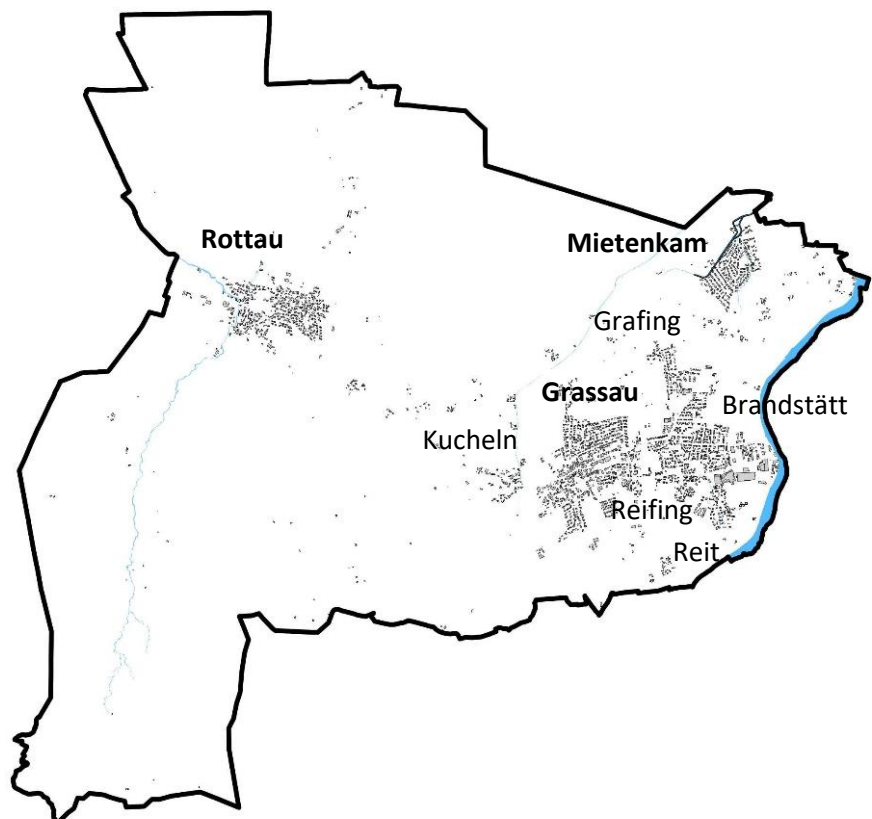 Rottau
Mietenkam
Grafing
Grassau
Brandstätt
Kucheln
Reifing
Reit